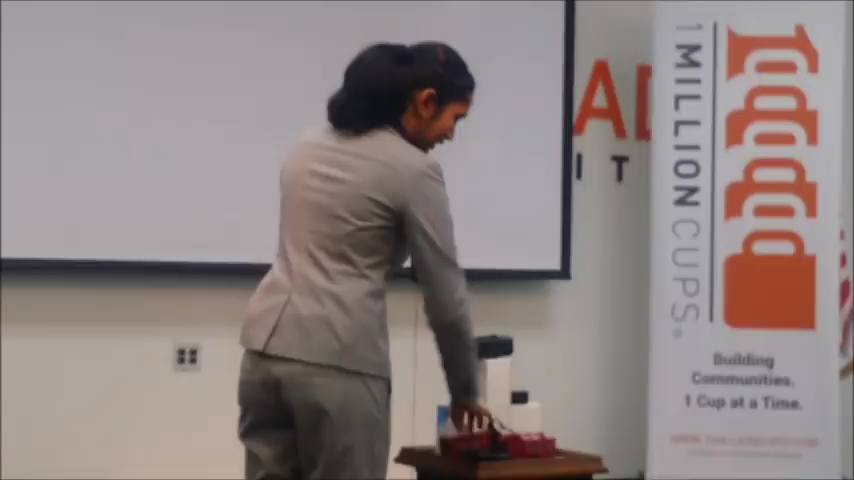 AD
IT
1 MILLION CUPS
Building
Communities.
1 Cup at a Time.